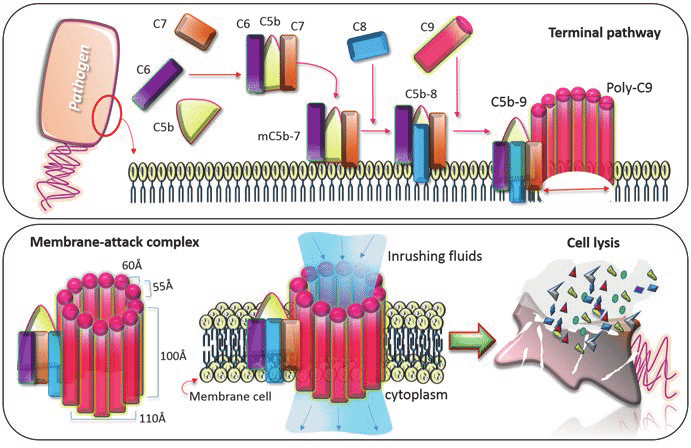 Terminal pathway
Pathogen
C7
C6
C5b
C6
C5b
C7
mC5b-7
C8
C5b-8
C9
C5b-9
Poly-C9
Membrane-attack complex
60Å
55Å
100Å
110Å
Inrushing fluids
Membrane cell
cytoplasm
Cell lysis